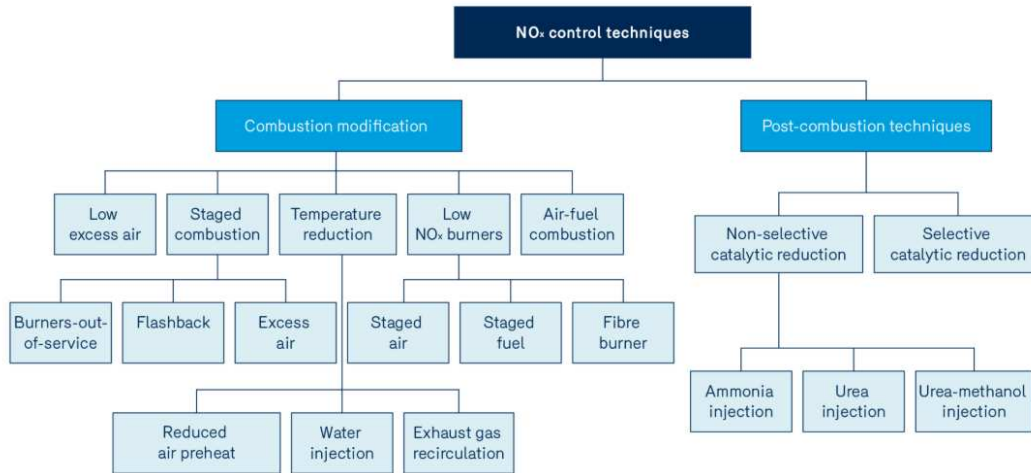 NOx control techniques
Combustion modification
Post-combustion techniques
Low
excess air
Staged
combustion
Temperature
reduction
Low
NOx burners
Air-fuel
combustion
Non-selective
catalytic reduction
Selective
catalytic reduction
Burners-out-
of-service
Flashback
Excess
air
Staged
air
Staged
fuel
Fibre
burner
Ammonia
injection
Urea
injection
Urea-methanol
injection
Reduced
air preheat
Water
injection
Exhaust gas
recirculation